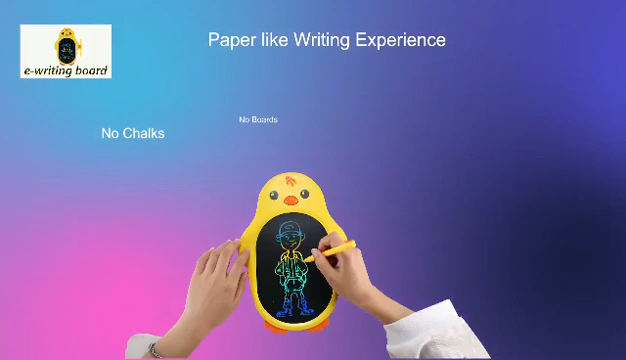 Paper like Writing Experience
e-writing board
No Boards
No Chalks